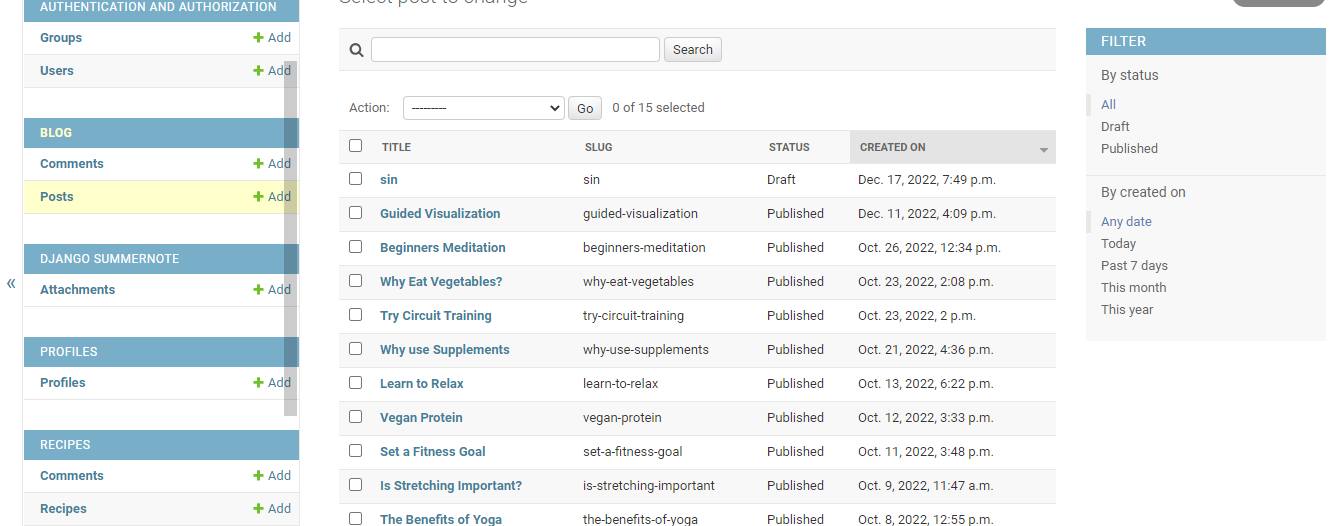 AUTHENTICATION AND AUTHORIZATION
Groups Add
Users Add
BLOG
Comments Add
Posts Add
DJANGO SUMMERNOTE
Attachments Add
PROFILES
Profiles Add
RECIPES
Comments Add
Recipes Add
«
Select post to change
Search
Action: --------- Go 0 of 15 selected
TITLE SLUG STATUS CREATED ON
sin sin Draft Dec. 17, 2022, 7:49 p.m.
Guided Visualization guided-visualization Published Dec. 11, 2022, 4:09 p.m.
Beginners Meditation beginners-meditation Published Oct. 26, 2022, 12:34 p.m.
Why Eat Vegetables? why-eat-vegetables Published Oct. 23, 2022, 2:08 p.m.
Try Circuit Training try-circuit-training Published Oct. 23, 2022, 2 p.m.
Why use Supplements why-use-supplements Published Oct. 21, 2022, 4:36 p.m.
Learn to Relax learn-to-relax Published Oct. 13, 2022, 6:22 p.m.
Vegan Protein vegan-protein Published Oct. 12, 2022, 3:33 p.m.
Set a Fitness Goal set-a-fitness-goal Published Oct. 11, 2022, 3:48 p.m.
Is Stretching Important? is-stretching-important Published Oct. 9, 2022, 11:47 a.m.
The Benefits of Yoga the-benefits-of-yoga Published Oct. 8, 2022, 12:55 p.m.
FILTER
By status
All
Draft
Published
By created on
Any date
Today
Past 7 days
This month
This year